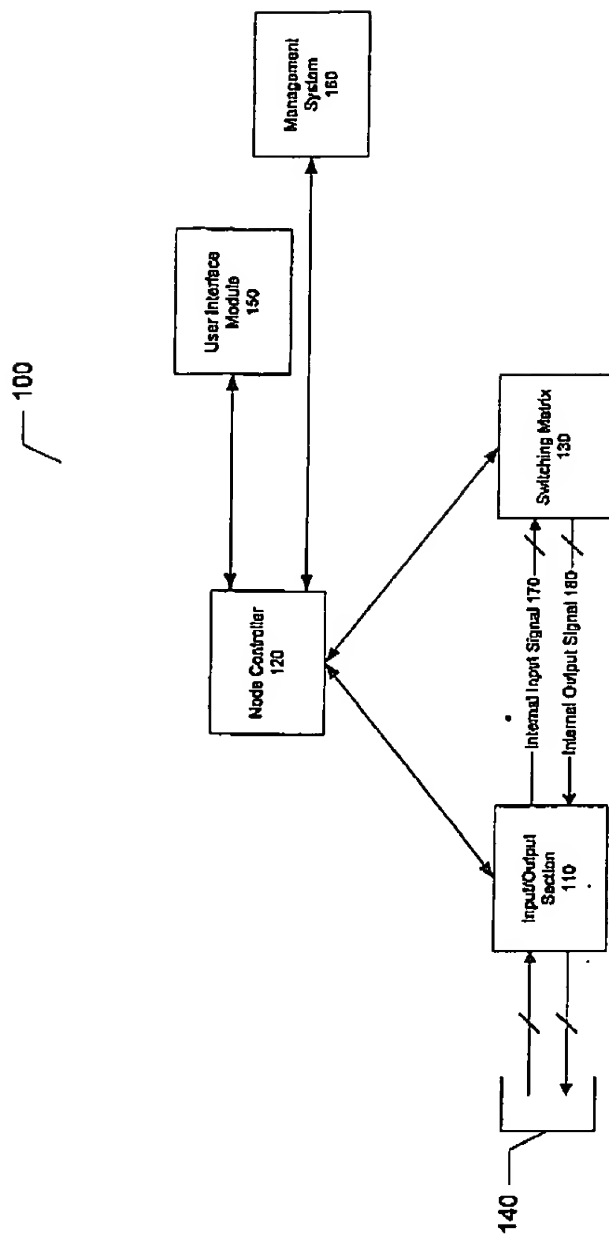 100
Management
System
160
User Interface
Module
150
Node Controller
120
Switching Matrix
130
Internal Input Signal 170
Internal Output Signal 180
Input/Output
Section
110
140